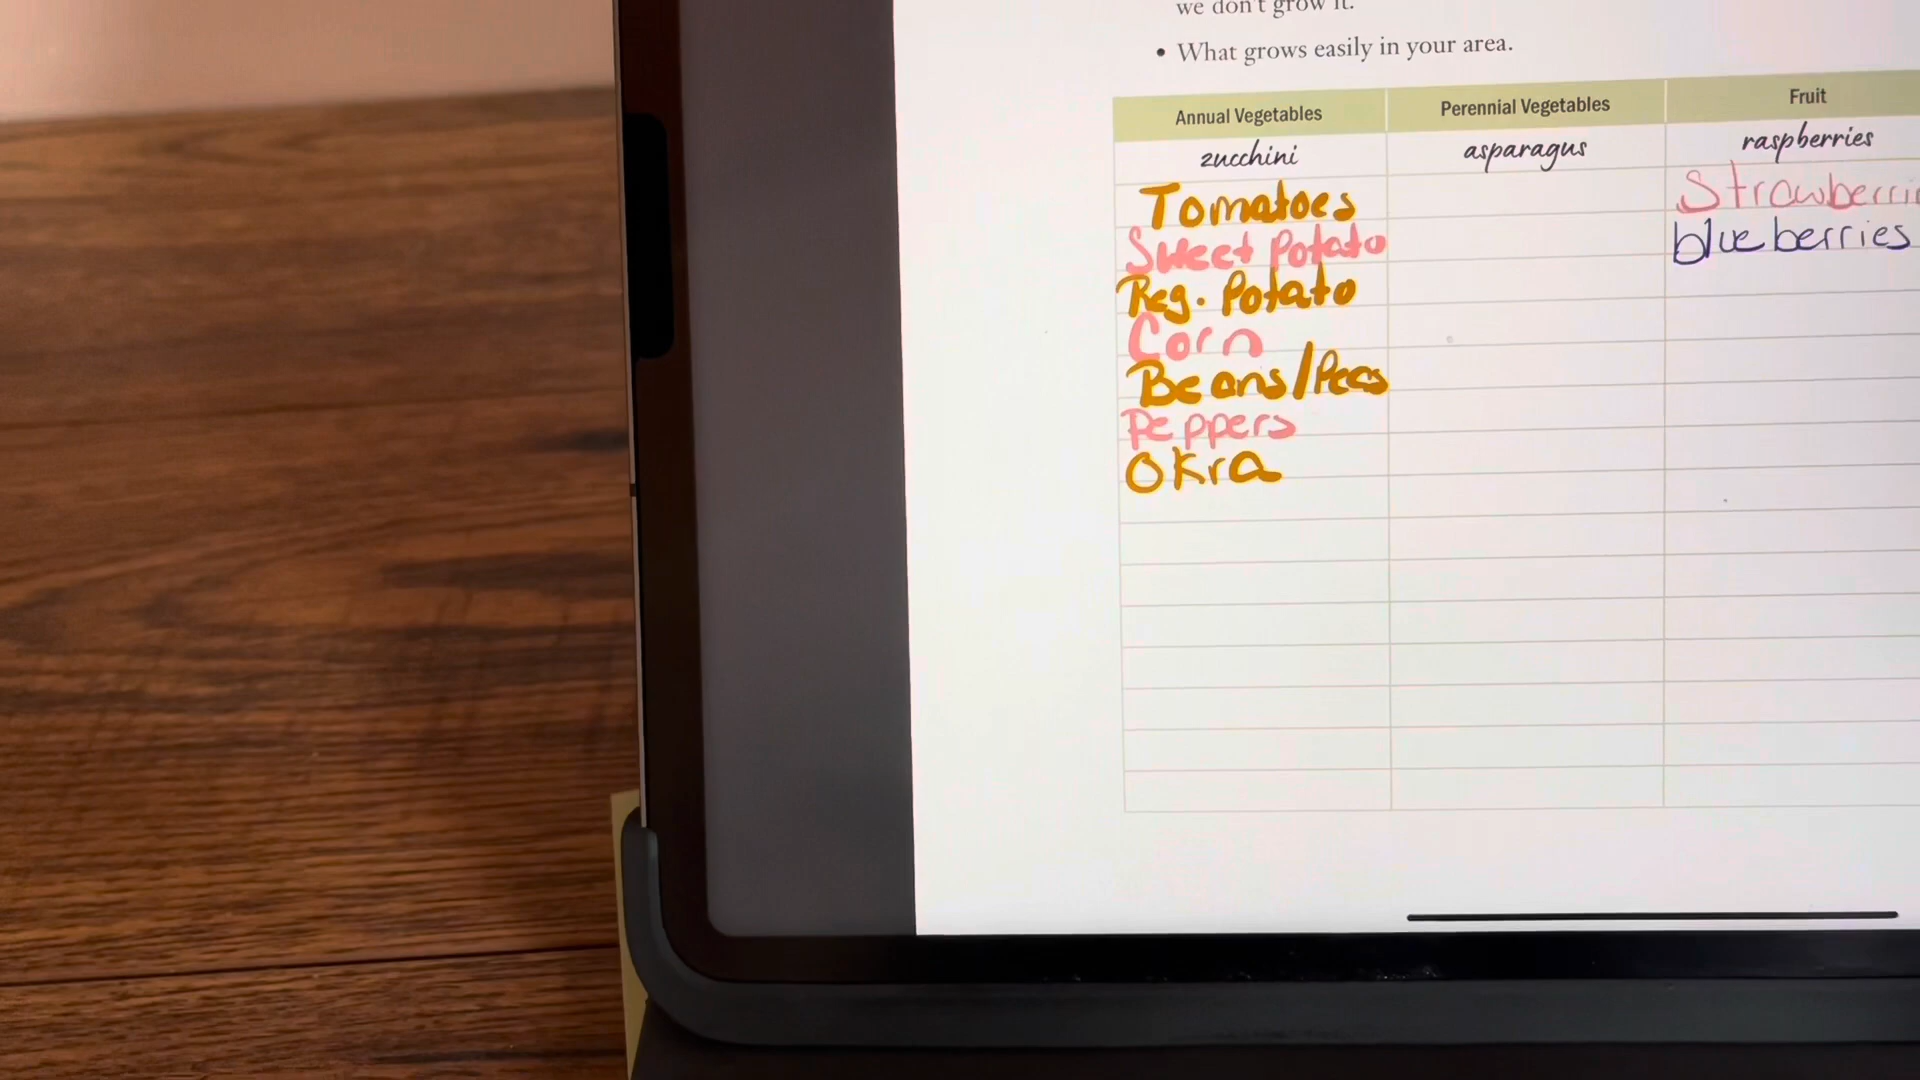 we don't grow it.
• What grows easily in your area.
Annual Vegetables Perennial Vegetables Fruit
zucchini asparagus raspberries
Tomatoes Strawberri
Sweet Potato blueberries
Reg. Potato
Corn
Beans/Peas
Peppers
Okra